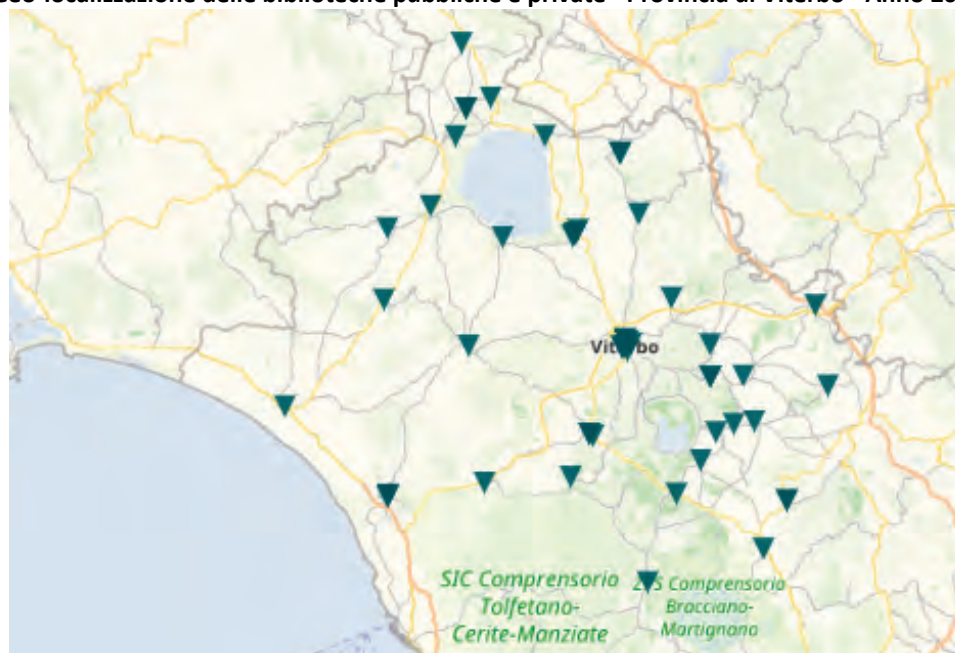 localizzazione delle biblioteche pubbliche e private - Provincia di Viterbo - Anno
Viterbo
SIC Comprensorio
Tolfetano-
Cerite-Manziate
Comprensorio
Bracciano-
Martignano